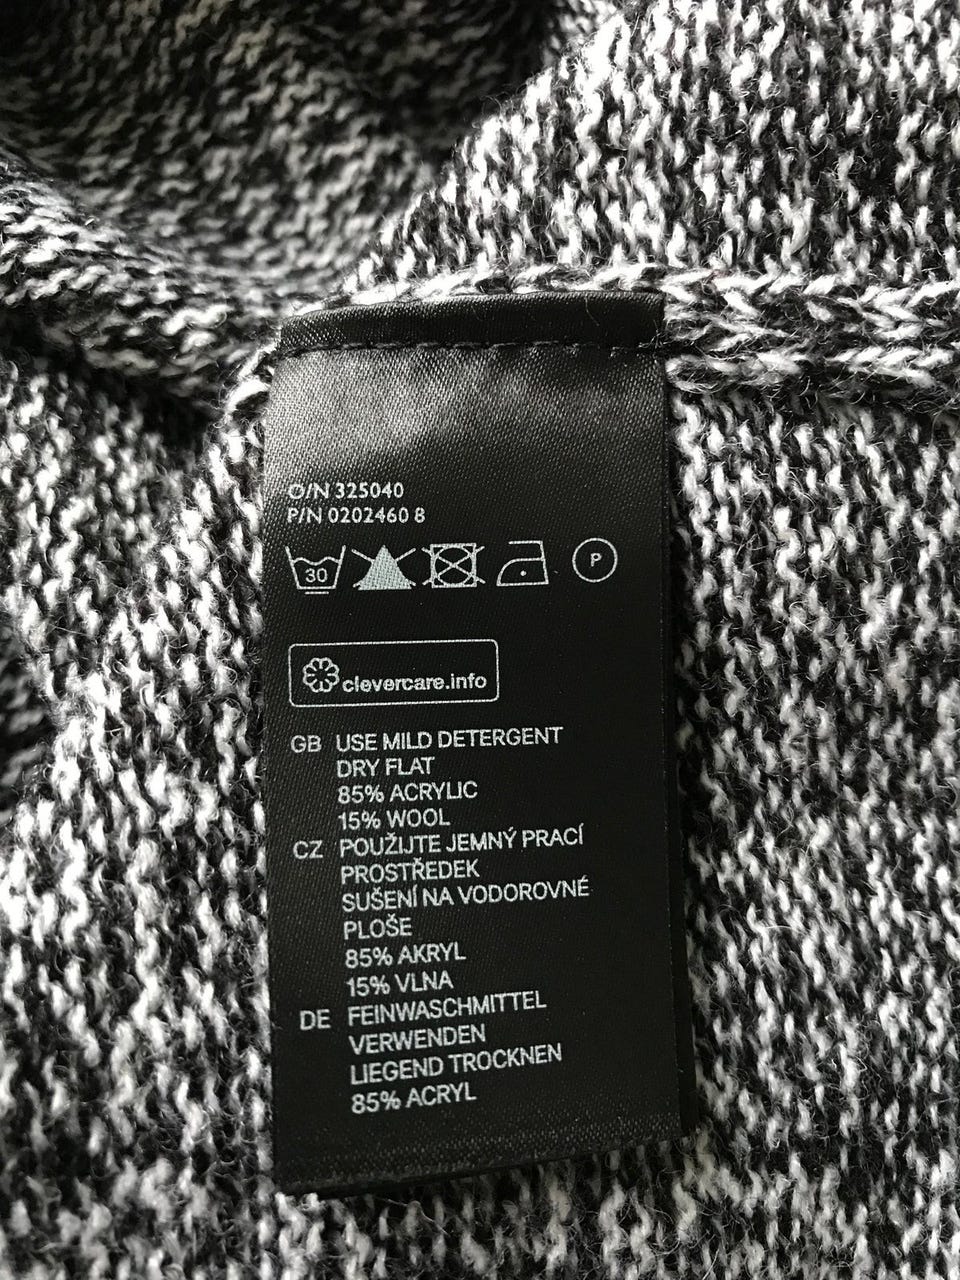 O/N 325040
P/N 0202460 8
30 P
clevercare.info
GB USE MILD DETERGENT
DRY FLAT
85% ACRYLIC
15% WOOL
CZ POUŽIJTE JEMNÝ PRACÍ
PROSTŘEDEK
SUŠENÍ NA VODOROVNÉ
PLOŠE
85% AKRYL
15% VLNA
DE FEINWASCHMITTEL
VERWENDEN
LIEGEND TROCKNEN
85% ACRYL